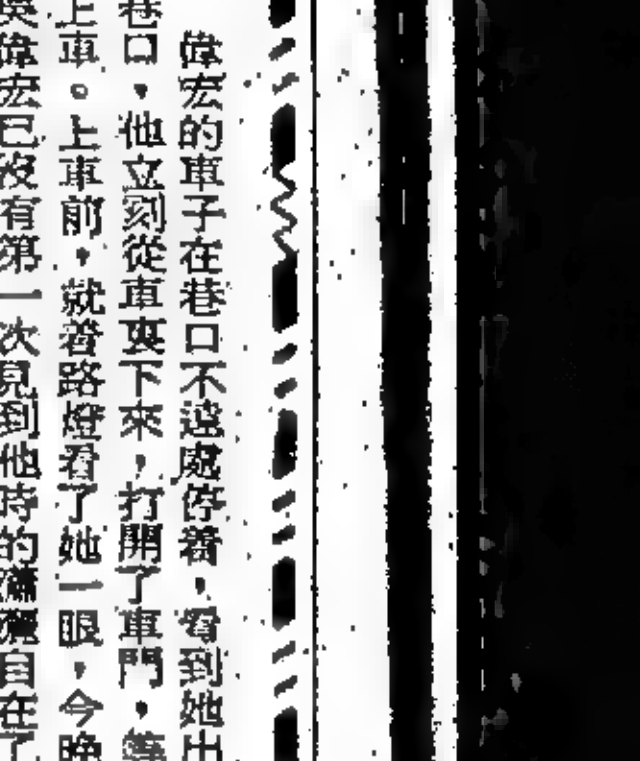 偉宏的車子在巷口不遠處停着，看到她出
巷口，他立刻從車裏下來，打開了車門，等
上車。上車前，就着路燈看了她一眼，今晚
偉宏已沒有第一次見到他時的瀟灑自在了